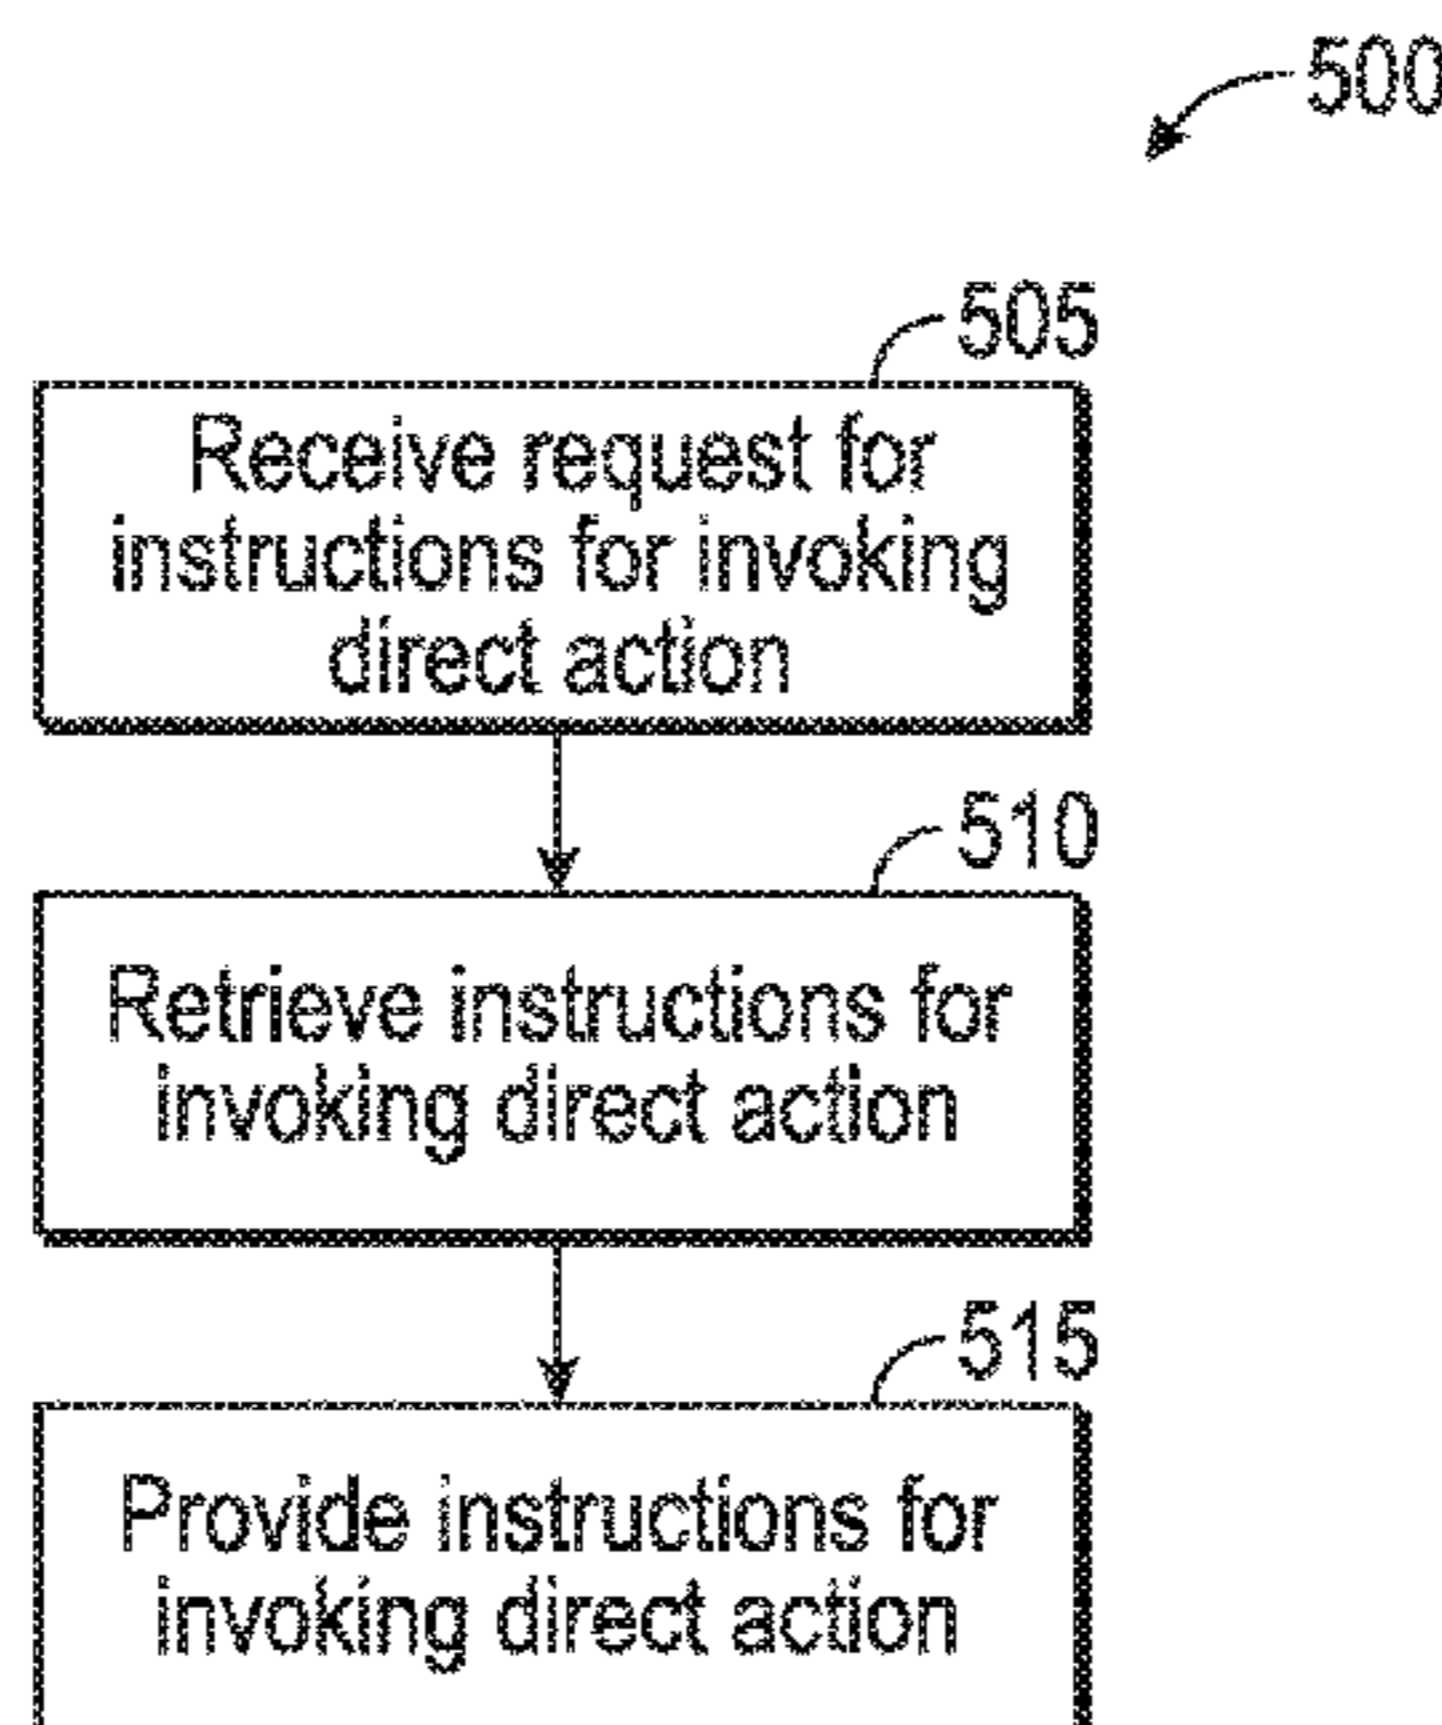 500
505
Receive request for
instructions for invoking
direct action
510
Retrieve instructions for
invoking direct action
515
Provide instructions for
invoking direct action